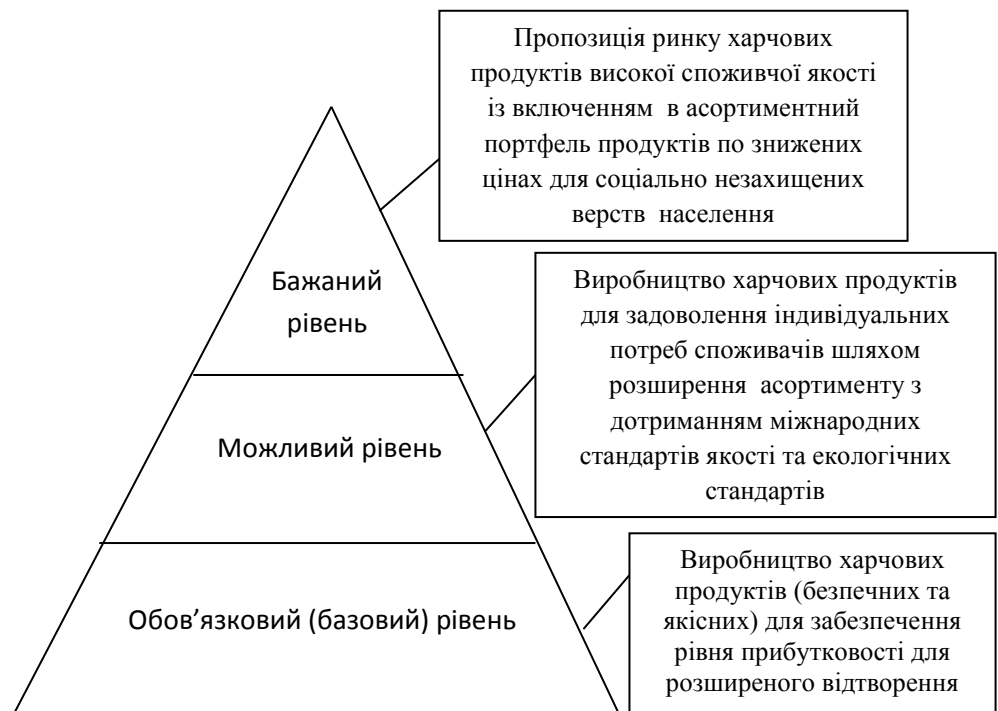 Пропозиція ринку харчових
продуктів високої споживчої якості
із включенням в асортиментний
портфель продуктів по знижених
цінах для соціально незахищених
верств населення
Бажаний
рівень
Виробництво харчових продуктів
для задоволення індивідуальних
потреб споживачів шляхом
розширення асортименту з
дотриманням міжнародних
стандартів якості та екологічних
стандартів
Можливий рівень
Виробництво харчових
продуктів (безпечних та
якісних) для забезпечення
рівня прибутковості для
розширеного відтворення
Обов’язковий (базовий) рівень